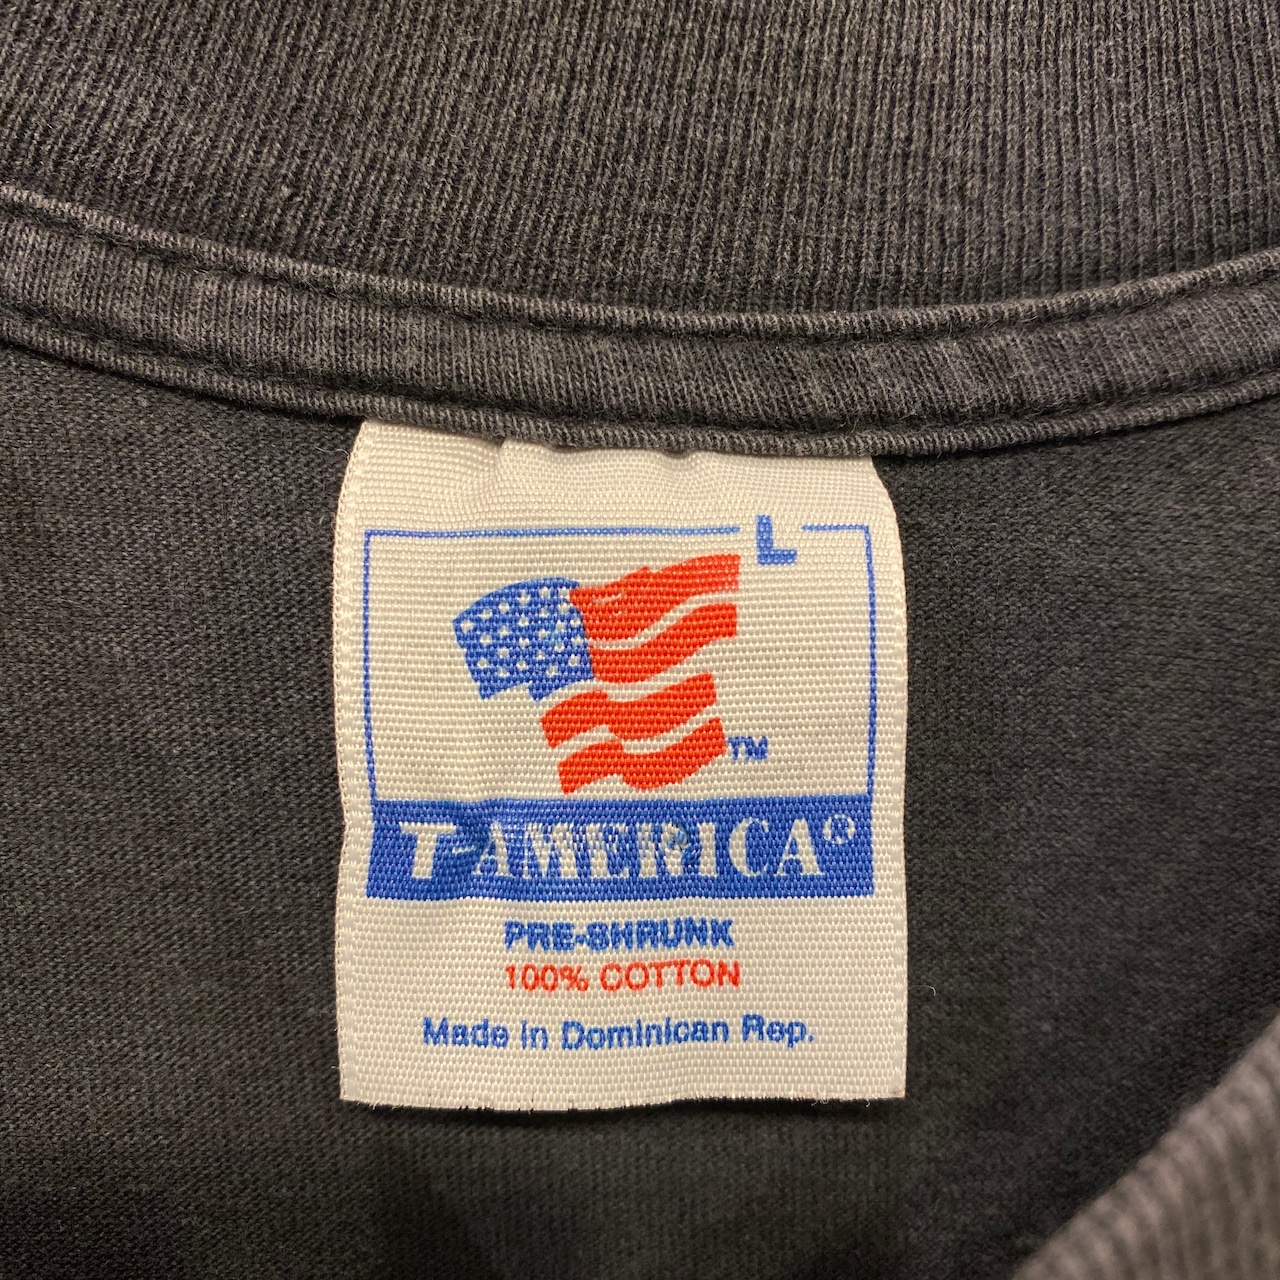 L
TM
T-AMERICA®
PRE-SHRUNK
100% COTTON
Made in Dominican Rep.